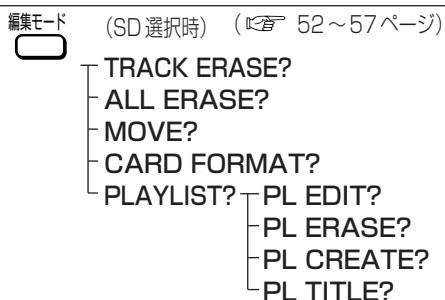 編集モード (SD選択時) (☞ 52～57ページ)
TRACK ERASE?
ALL ERASE?
MOVE?
CARD FORMAT?
PLAYLIST? PL EDIT?
PL ERASE?
PL CREATE?
PL TITLE?